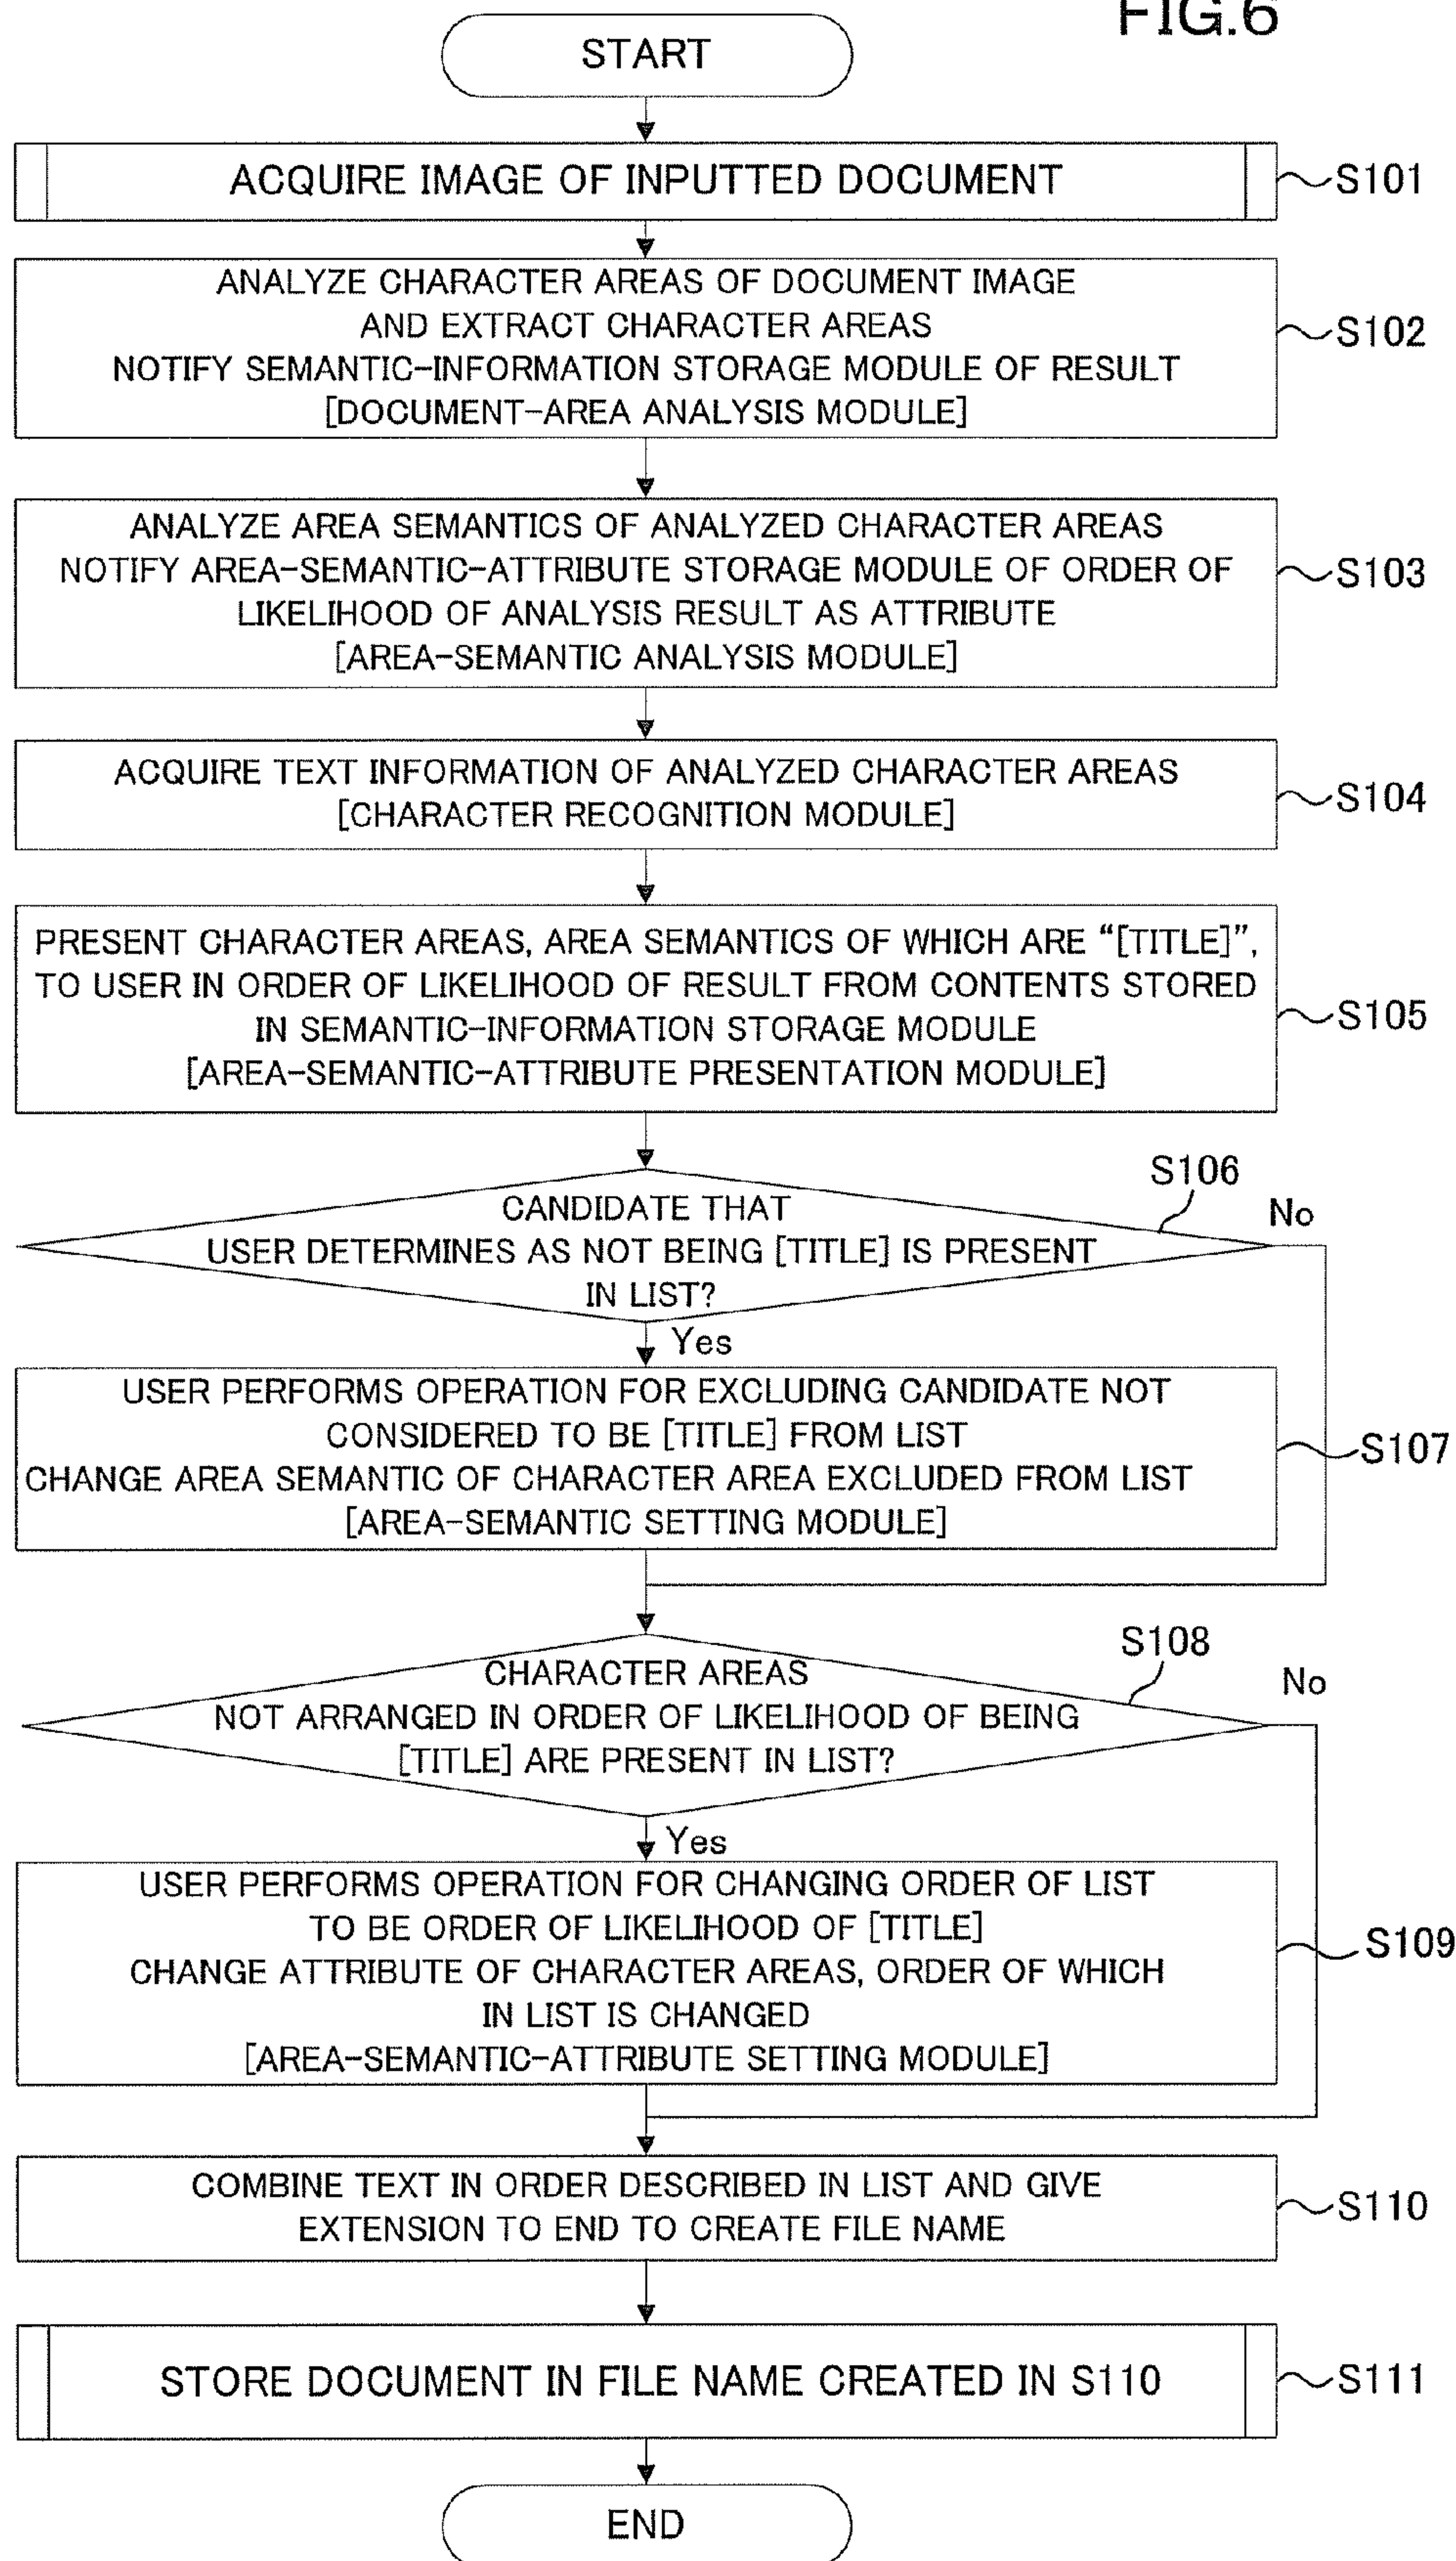 FIG.6
START
ACQUIRE IMAGE OF INPUTTED DOCUMENT
S101
ANALYZE CHARACTER AREAS OF DOCUMENT IMAGE
AND EXTRACT CHARACTER AREAS
NOTIFY SEMANTIC-INFORMATION STORAGE MODULE OF RESULT
[DOCUMENT-AREA ANALYSIS MODULE]
S102
ANALYZE AREA SEMANTICS OF ANALYZED CHARACTER AREAS
NOTIFY AREA-SEMANTIC-ATTRIBUTE STORAGE MODULE OF ORDER OF
LIKELIHOOD OF ANALYSIS RESULT AS ATTRIBUTE
[AREA-SEMANTIC ANALYSIS MODULE]
S103
ACQUIRE TEXT INFORMATION OF ANALYZED CHARACTER AREAS
[CHARACTER RECOGNITION MODULE]
S104
PRESENT CHARACTER AREAS, AREA SEMANTICS OF WHICH ARE “[TITLE]”,
TO USER IN ORDER OF LIKELIHOOD OF RESULT FROM CONTENTS STORED
IN SEMANTIC-INFORMATION STORAGE MODULE
[AREA-SEMANTIC-ATTRIBUTE PRESENTATION MODULE]
S105
S106
No
CANDIDATE THAT
USER DETERMINES AS NOT BEING [TITLE] IS PRESENT
IN LIST?
Yes
USER PERFORMS OPERATION FOR EXCLUDING CANDIDATE NOT
CONSIDERED TO BE [TITLE] FROM LIST
CHANGE AREA SEMANTIC OF CHARACTER AREA EXCLUDED FROM LIST
[AREA-SEMANTIC SETTING MODULE]
S107
S108
No
CHARACTER AREAS
NOT ARRANGED IN ORDER OF LIKELIHOOD OF BEING
[TITLE] ARE PRESENT IN LIST?
Yes
USER PERFORMS OPERATION FOR CHANGING ORDER OF LIST
TO BE ORDER OF LIKELIHOOD OF [TITLE]
CHANGE ATTRIBUTE OF CHARACTER AREAS, ORDER OF WHICH
IN LIST IS CHANGED
[AREA-SEMANTIC-ATTRIBUTE SETTING MODULE]
S109
COMBINE TEXT IN ORDER DESCRIBED IN LIST AND GIVE
EXTENSION TO END TO CREATE FILE NAME
S110
STORE DOCUMENT IN FILE NAME CREATED IN S110
S111
END